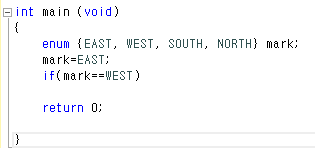 int main (void)
{
enum {EAST, WEST, SOUTH, NORTH} mark;
mark=EAST;
if(mark==WEST)
return 0;
}